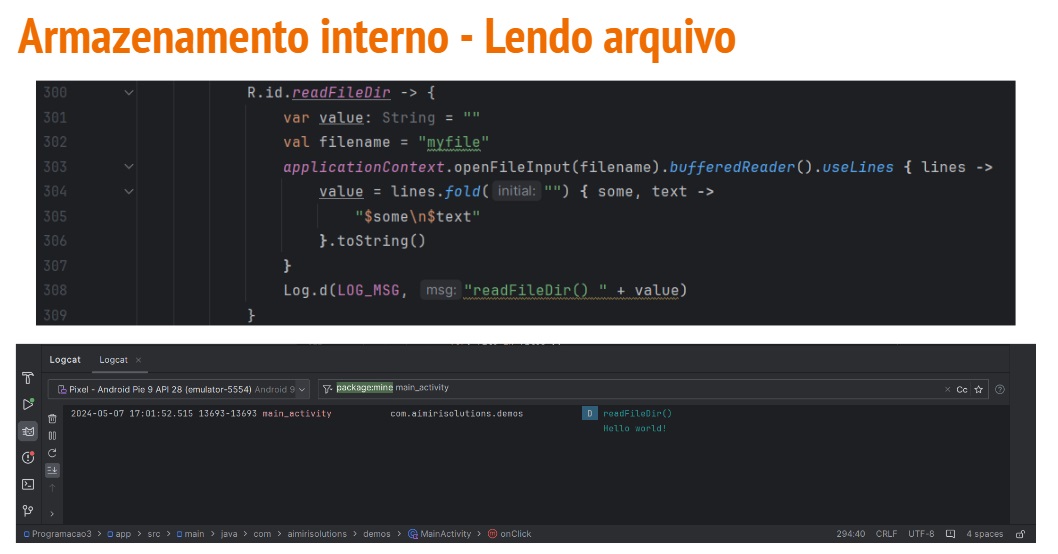 Armazenamento interno - Lendo arquivo
300 R.id.readFileDir -> {
301 var value: String = ""
302 val filename = "myfile"
303 applicationContext.openFileInput(filename).bufferedReader().useLines { lines ->
304 value = lines.fold( initial: "") { some, text ->
305 "$some\n$text"
306 }.toString()
307 }
308 Log.d(LOG_MSG, msg: "readFileDir() " + value)
309 }
Logcat Logcat ×
Pixel - Android Pie 9 API 28 (emulator-5554) Android 9 package:mine main_activity × Cc
2024-05-07 17:01:52.515 13693-13693 main_activity com.aimirisolutions.demos D readFileDir()
Hello world!
Programacao3 > app > src > main > java > com > aimirisolutions > demos > MainActivity > onClick 294:40 CRLF UTF-8 4 spaces